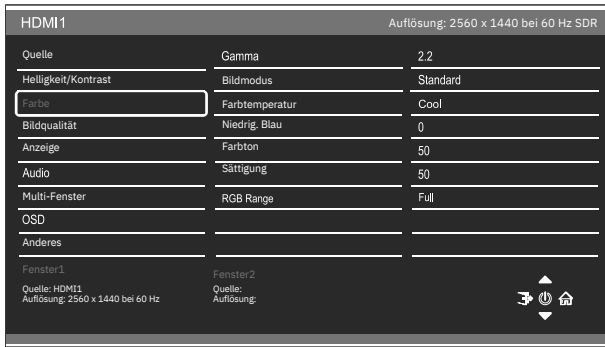 HDMI1 Auflösung: 2560 x 1440 bei 60 Hz SDR
Quelle Gamma 2.2
Helligkeit/Kontrast Bildmodus Standard
Farbe Farbtemperatur Cool
Bildqualität Niedrig. Blau 0
Anzeige Farbton 50
Audio Sättigung 50
Multi-Fenster RGB Range Full
OSD
Anderes
Fenster1 Fenster2
Quelle: HDMI1 Quelle:
Auflösung: 2560 x 1440 bei 60 Hz Auflösung: